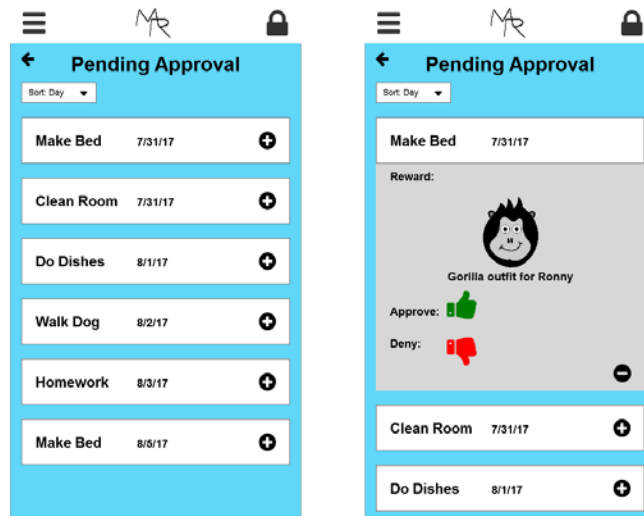 MAR
Pending Approval
Sort: Day
Make Bed 7/31/17
Clean Room 7/31/17
Do Dishes 8/1/17
Walk Dog 8/2/17
Homework 8/3/17
Make Bed 8/5/17
MAR
Pending Approval
Sort: Day
Make Bed 7/31/17
Reward:
Gorilla outfit for Ronny
Approve:
Deny:
Clean Room 7/31/17
Do Dishes 8/1/17